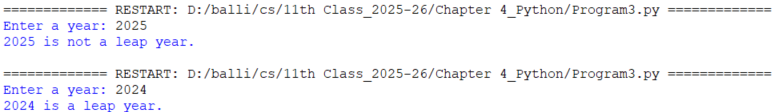 ============= RESTART: D:/balli/cs/11th Class_2025-26/Chapter 4_Python/Program3.py =============
Enter a year: 2025
2025 is not a leap year.
============= RESTART: D:/balli/cs/11th Class_2025-26/Chapter 4_Python/Program3.py =============
Enter a year: 2024
2024 is a leap year.